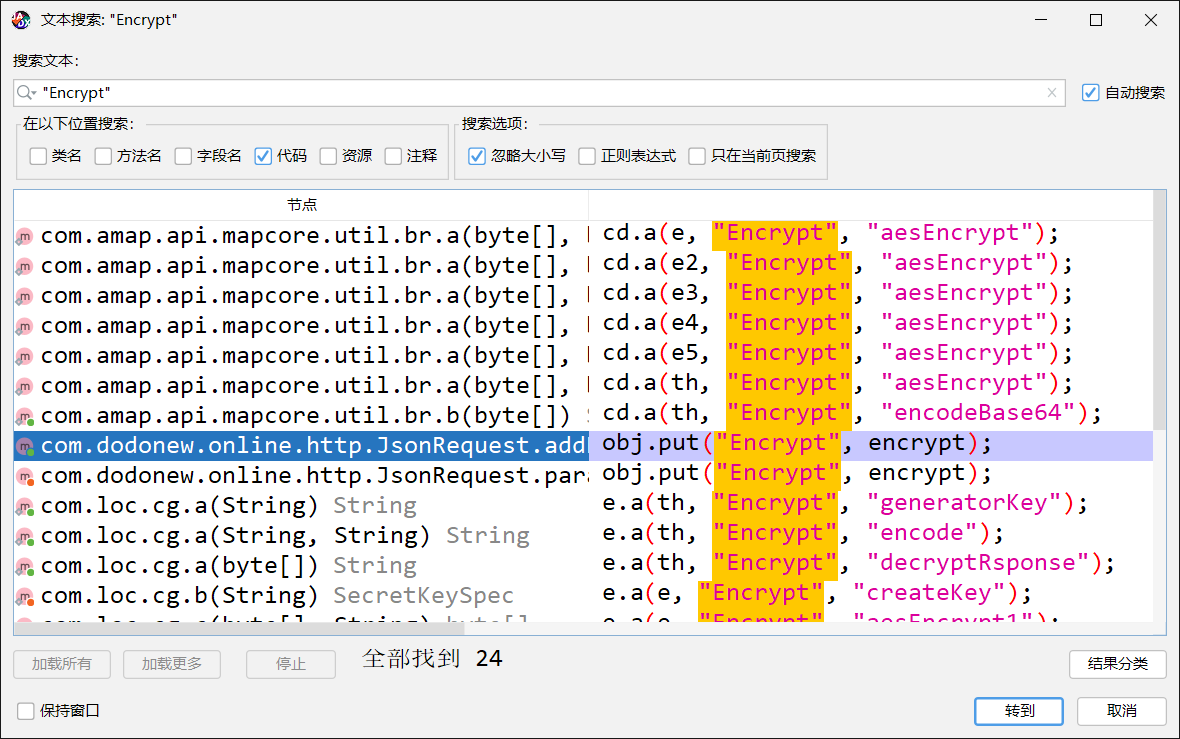 文本搜索: "Encrypt"
搜索文本:
"Encrypt"
自动搜索
在以下位置搜索:
类名 方法名 字段名 代码 资源 注释
搜索选项:
忽略大小写 正则表达式 只在当前页搜索
节点
com.amap.api.mapcore.util.br.a(byte[], cd.a(e, "Encrypt", "aesEncrypt");
com.amap.api.mapcore.util.br.a(byte[], cd.a(e2, "Encrypt", "aesEncrypt");
com.amap.api.mapcore.util.br.a(byte[], cd.a(e3, "Encrypt", "aesEncrypt");
com.amap.api.mapcore.util.br.a(byte[], cd.a(e4, "Encrypt", "aesEncrypt");
com.amap.api.mapcore.util.br.a(byte[], cd.a(e5, "Encrypt", "aesEncrypt");
com.amap.api.mapcore.util.br.a(byte[], cd.a(th, "Encrypt", "aesEncrypt");
com.amap.api.mapcore.util.br.b(byte[]) cd.a(th, "Encrypt", "encodeBase64");
com.dodonew.online.http.JsonRequest.add obj.put("Encrypt", encrypt);
com.dodonew.online.http.JsonRequest.par obj.put("Encrypt", encrypt);
com.loc.cg.a(String) String e.a(th, "Encrypt", "generatorKey");
com.loc.cg.a(String, String) String e.a(th, "Encrypt", "encode");
com.loc.cg.a(byte[]) String e.a(th, "Encrypt", "decryptRsponse");
com.loc.cg.b(String) SecretKeySpec e.a(e, "Encrypt", "createKey");
com.loc.cg.a(byte[], String) byte[] e.a(e, "Encrypt", "aesEncrypt1");
加载所有 加载更多 停止 全部找到 24 结果分类
保持窗口 转到 取消